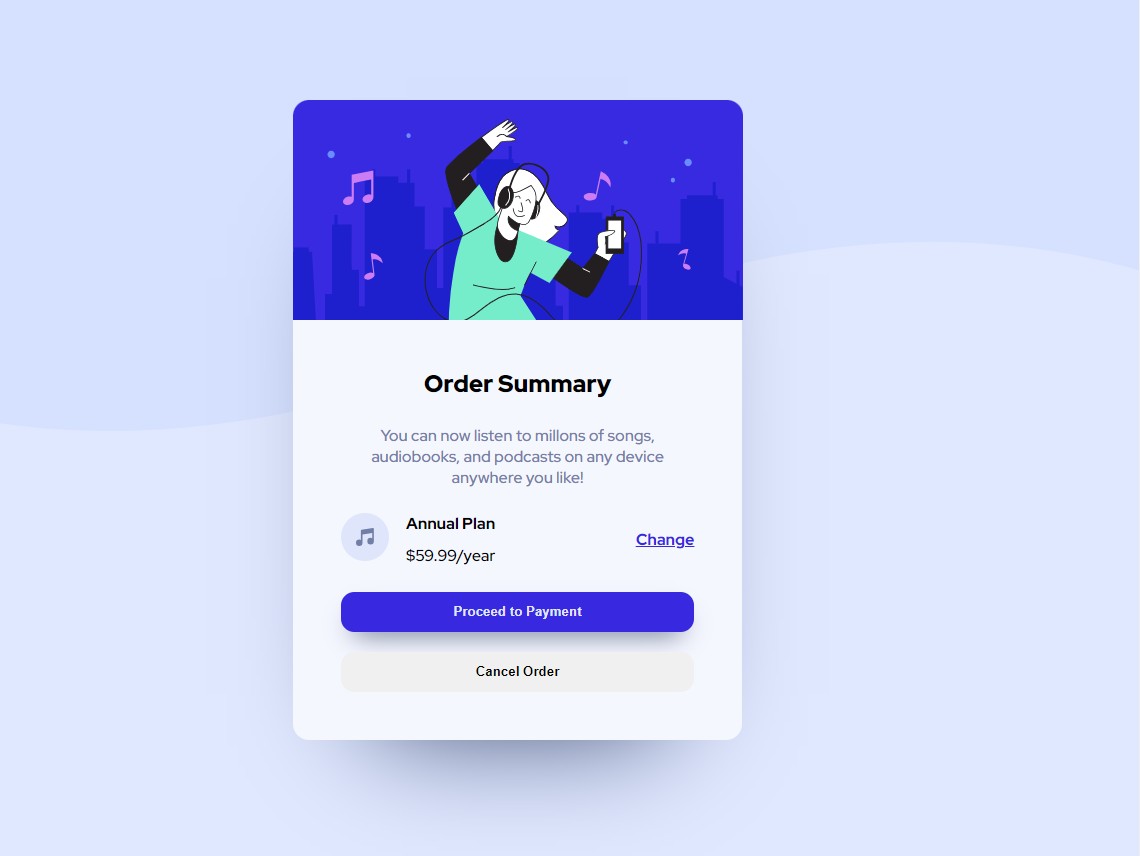 Order Summary
You can now listen to millons of songs,
audiobooks, and podcasts on any device
anywhere you like!
Annual Plan
$59.99/year
Change
Proceed to Payment
Cancel Order